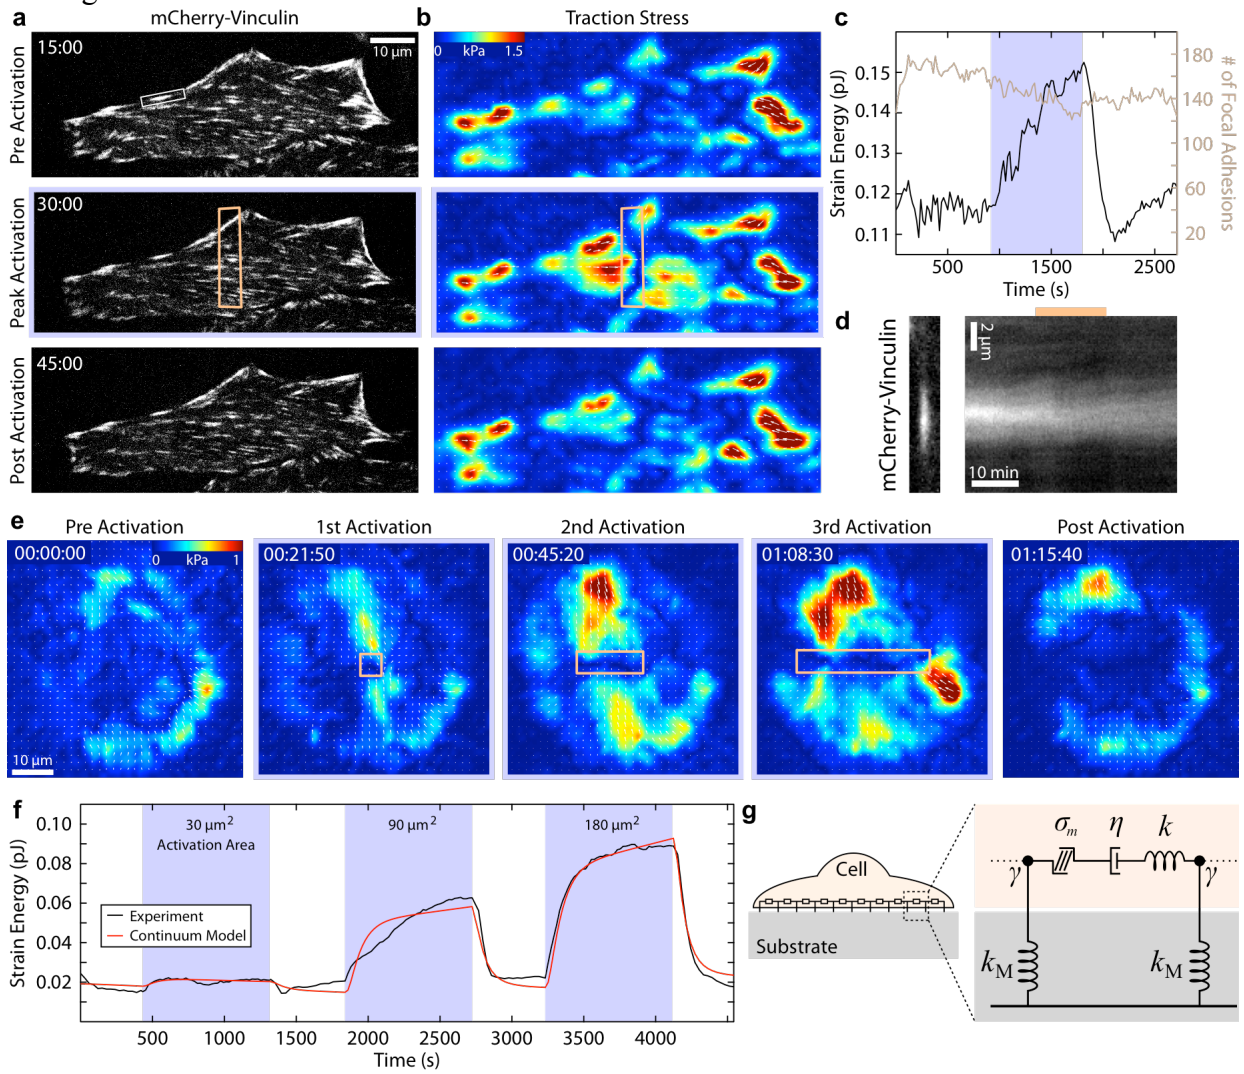 a
mCherry-Vinculin
b
Traction Stress
c
Pre Activation
15:00
10 µm
0
kPa
1.5
Peak Activation
30:00
Post Activation
45:00
Strain Energy (pJ)
0.15
0.14
0.13
0.12
0.11
180
140
100
60
20
# of Focal Adhesions
500
1500
2500
Time (s)
d
mCherry-Vinculin
2 µm
10 min
e
Pre Activation
1st Activation
2nd Activation
3rd Activation
Post Activation
00:00:00
0
kPa
1
00:21:50
00:45:20
01:08:30
01:15:40
10 µm
f
Strain Energy (pJ)
0.10
0.08
0.06
0.04
0.02
30 µm²
Activation Area
90 µm²
180 µm²
Experiment
Continuum Model
500
1000
1500
2000
2500
3000
3500
4000
Time (s)
g
Cell
Substrate
σm
η
k
γ
γ
kM
kM